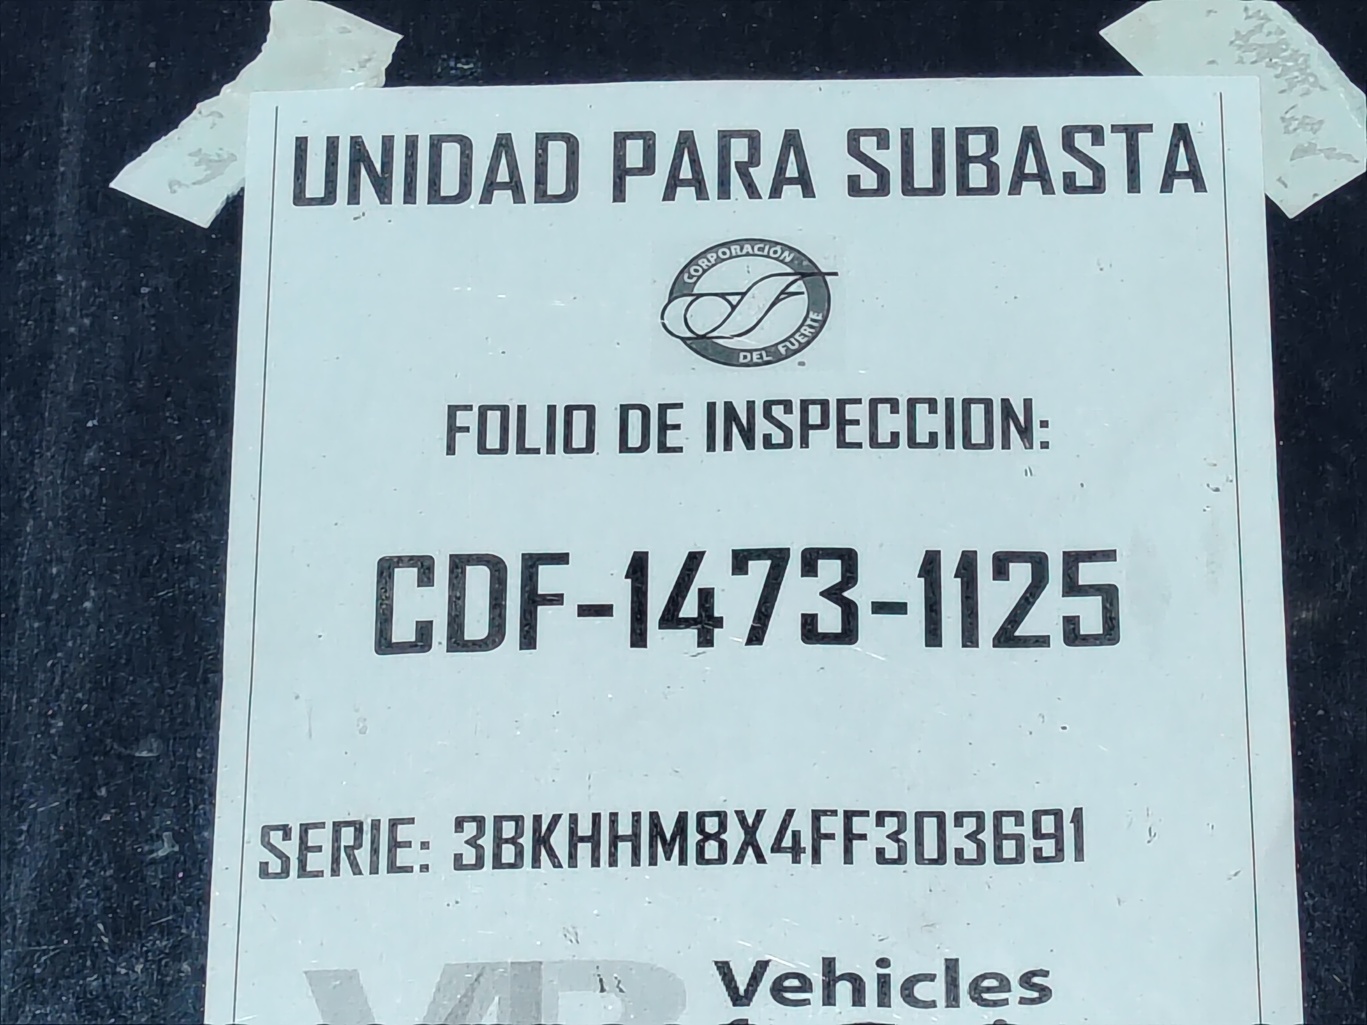 UNIDAD PARA SUBASTA
CORPORACIÓN
DEL FUERTE
FOLIO DE INSPECCION:
CDF-1473-1125
SERIE: 3BKHHM8X4FF303691
Vehicles